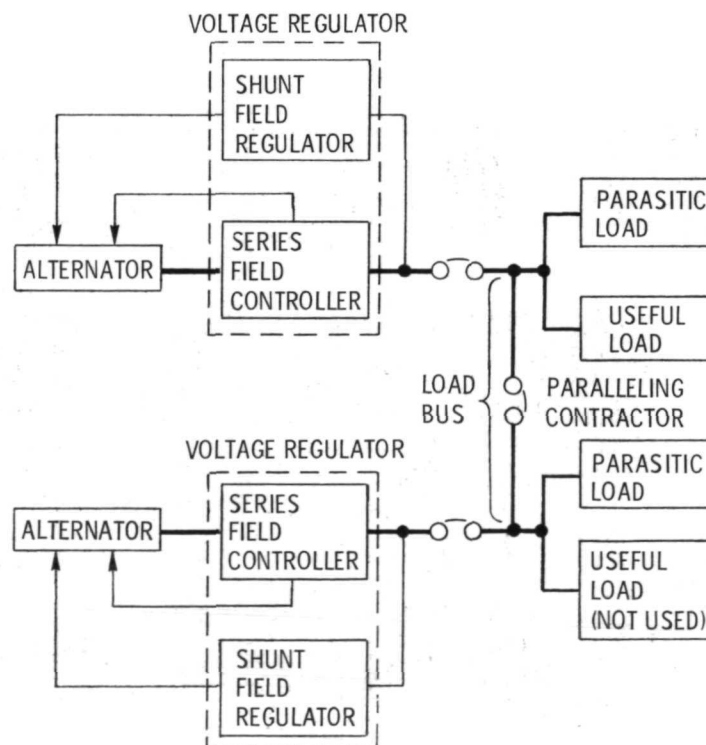 VOLTAGE REGULATOR
SHUNT
FIELD
REGULATOR
SERIES
FIELD
CONTROLLER
ALTERNATOR
PARASITIC
LOAD
USEFUL
LOAD
LOAD
BUS
PARALLELING
CONTRACTOR
VOLTAGE REGULATOR
SERIES
FIELD
CONTROLLER
ALTERNATOR
SHUNT
FIELD
REGULATOR
PARASITIC
LOAD
USEFUL
LOAD
(NOT USED)